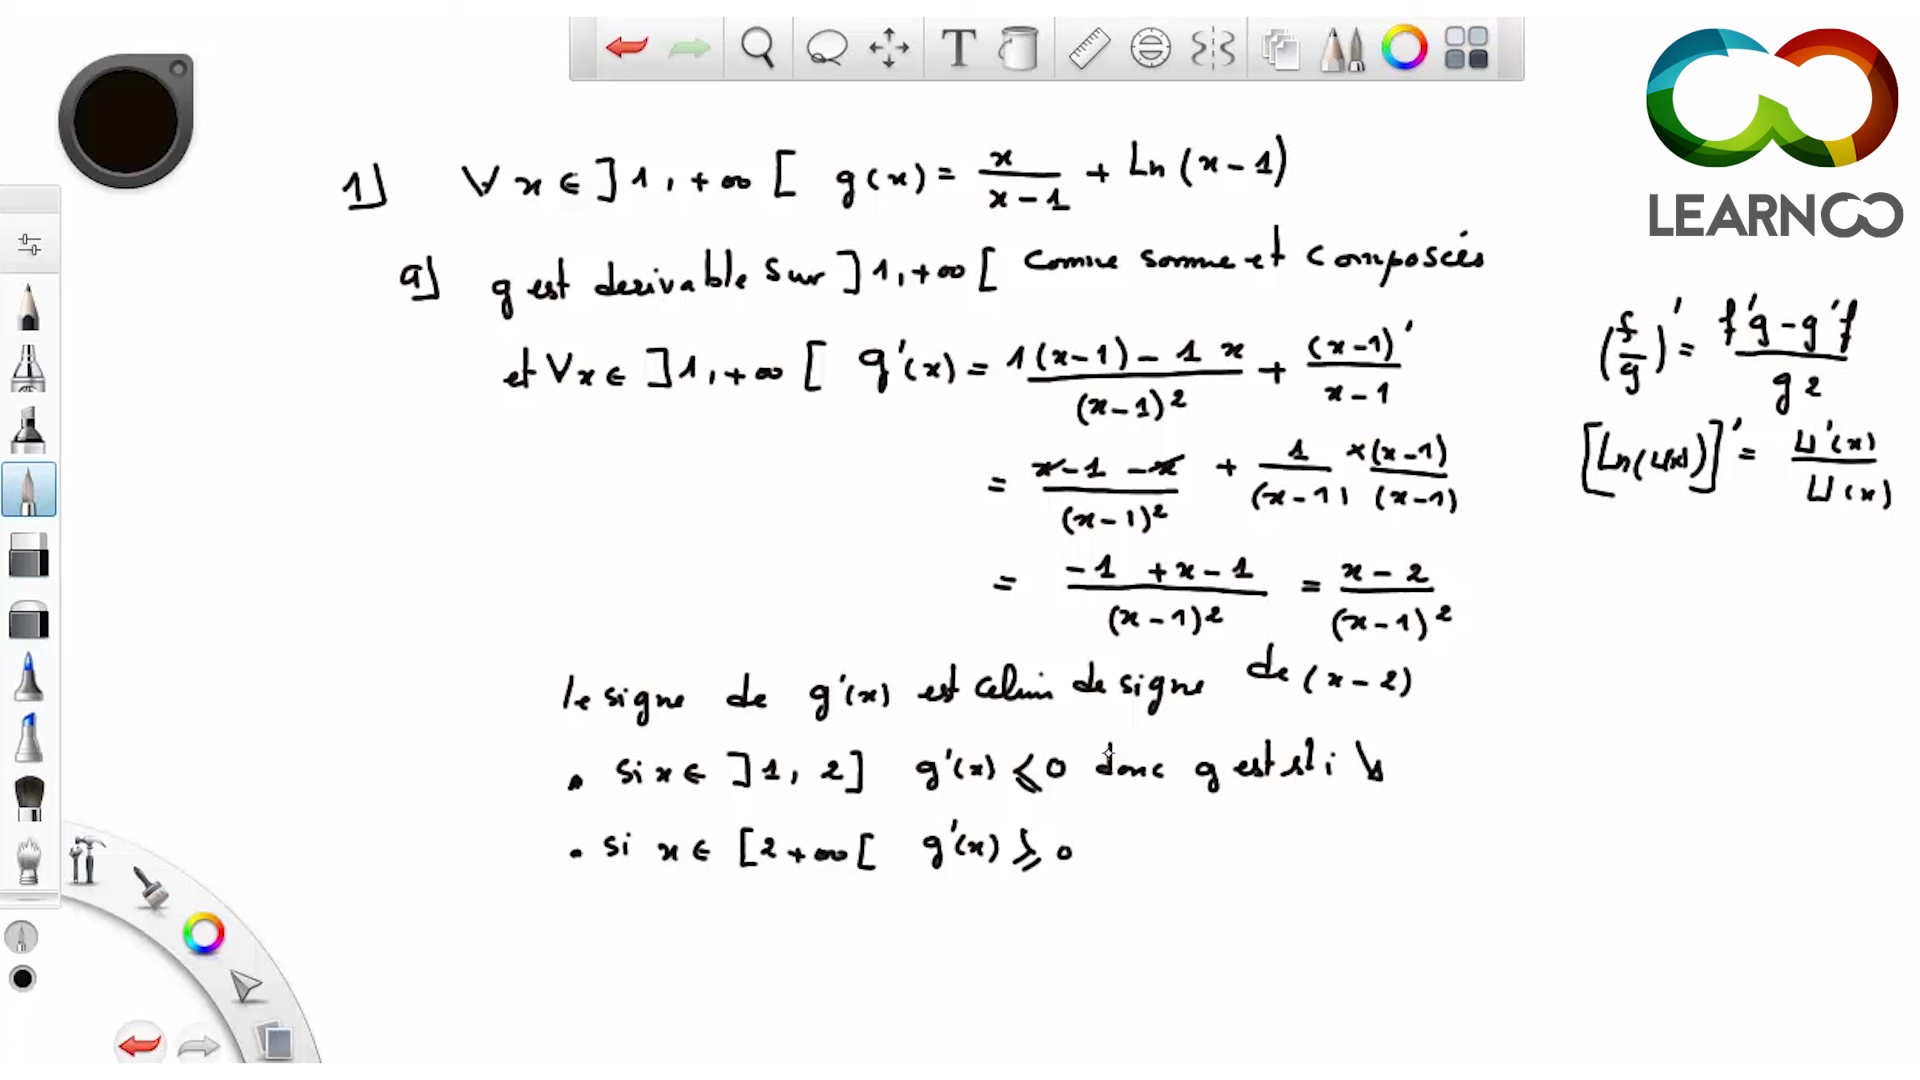 1] ∀x ∈ ]1, +∞[ g(x) = x/(x-1) + Ln(x-1)
a] g est derivable sur ]1, +∞[ comme somme et composées
et ∀x ∈ ]1, +∞[ g'(x) = (1(x-1) - 1 x)/(x-1)² + (x-1)'/(x-1)
= (x-1-x)/(x-1)² + 1/(x-1) × (x-1)/(x-1)
= (-1 + x - 1)/(x-1)² = (x-2)/(x-1)²
le signe de g'(x) est celui de signe de (x-2)
• si x ∈ ]1, 2] g'(x) ⩽ 0 donc g est st i ↘
• si x ∈ [2 +∞[ g'(x) ⩾ 0
(f/g)' = (f'g - g'f)/g²
[Ln(U(x))]' = U'(x)/U(x)
T
LEARNOO